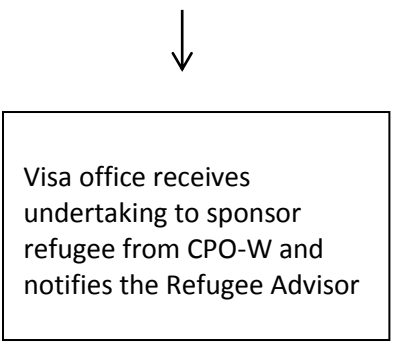 Visa office receives
undertaking to sponsor
refugee from CPO-W and
notifies the Refugee Advisor